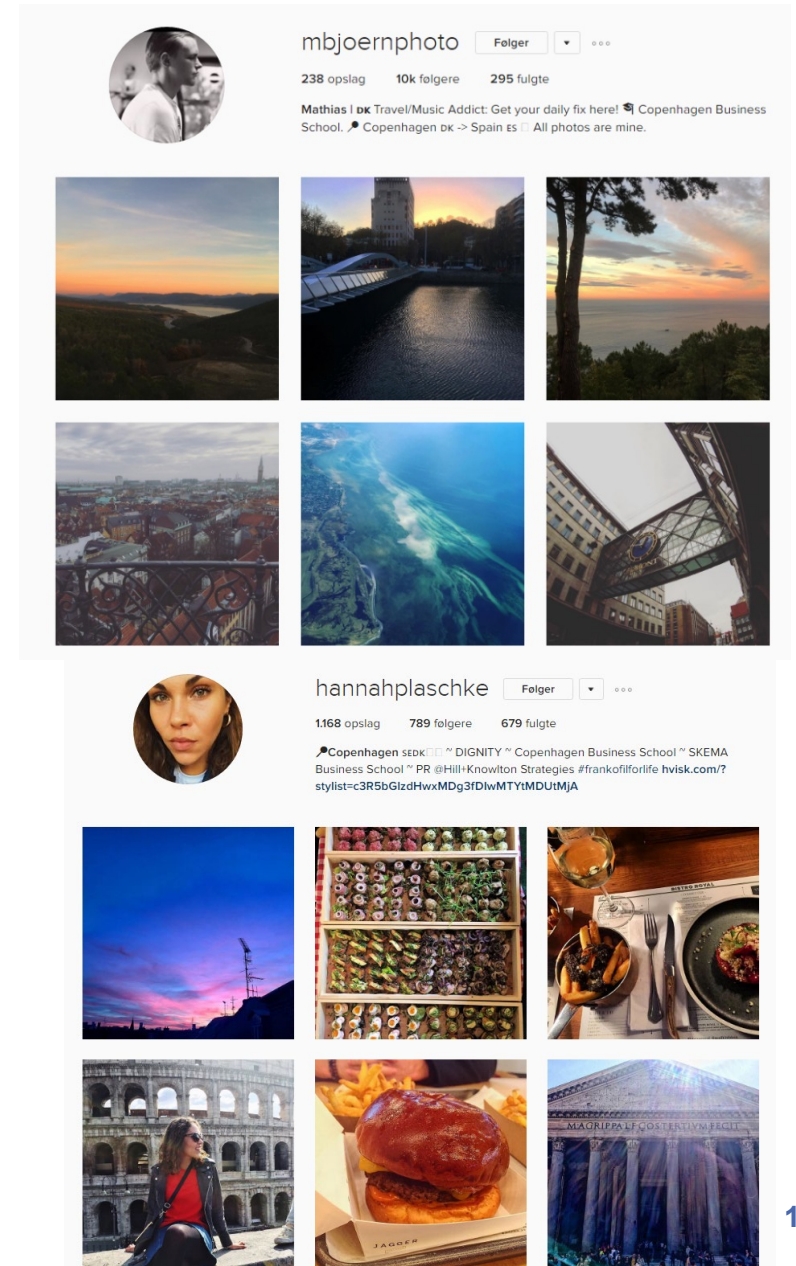 mbjoernphoto Følger
238 opslag 10k følgere 295 fulgte
Mathias I DK Travel/Music Addict: Get your daily fix here! Copenhagen Business
School. Copenhagen DK -> Spain ES All photos are mine.
hannahplaschke Følger
1.168 opslag 789 følgere 679 fulgte
Copenhagen SEDK ~ DIGNITY ~ Copenhagen Business School ~ SKEMA
Business School ~ PR @Hill+Knowlton Strategies #frankofilforlife hvisk.com/?
BISTRO ROYAL
M·AGRIPPA·L·F·COS·TERTIVM·FECIT
JAGGER
1